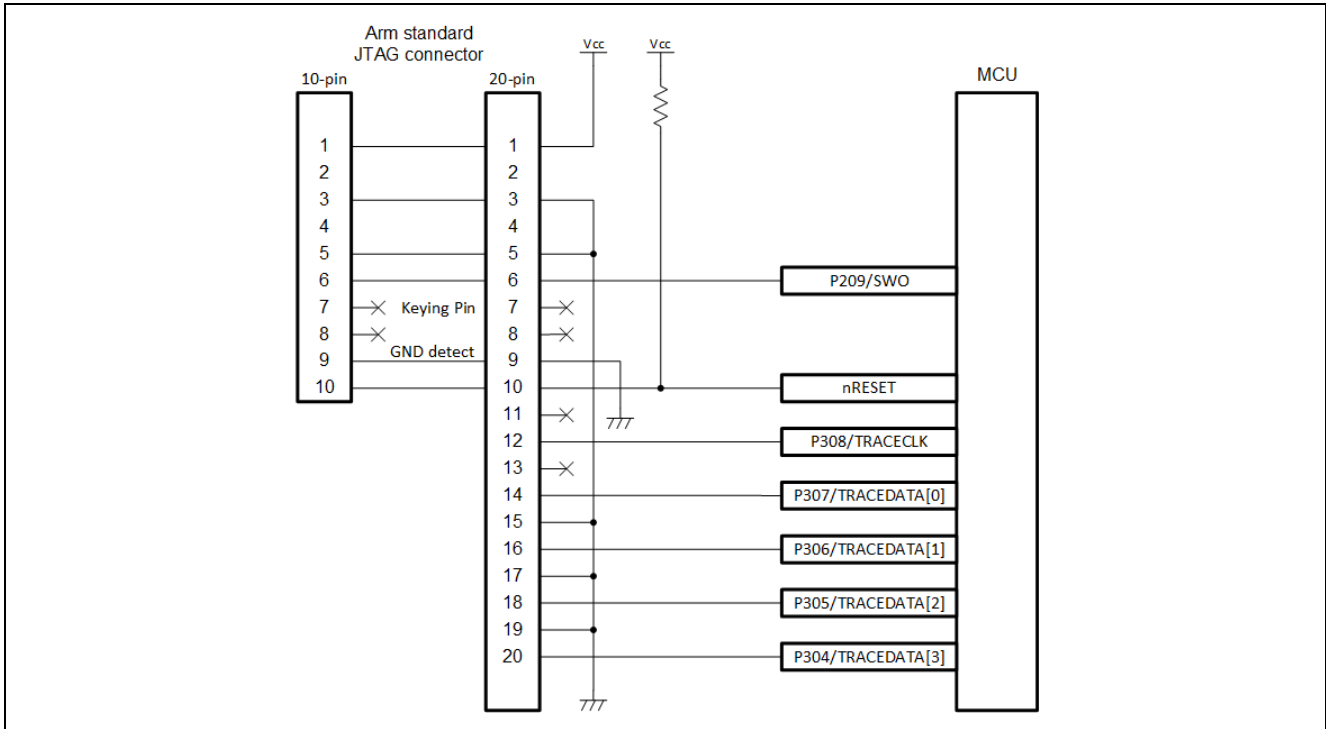 Arm standard
JTAG connector
10-pin
20-pin
Vcc
Vcc
MCU
1
2
3
4
5
6
7
8
9
10
Keying Pin
GND detect
1
2
3
4
5
6
7
8
9
10
11
12
13
14
15
16
17
18
19
20
P209/SWO
nRESET
P308/TRACECLK
P307/TRACEDATA[0]
P306/TRACEDATA[1]
P305/TRACEDATA[2]
P304/TRACEDATA[3]